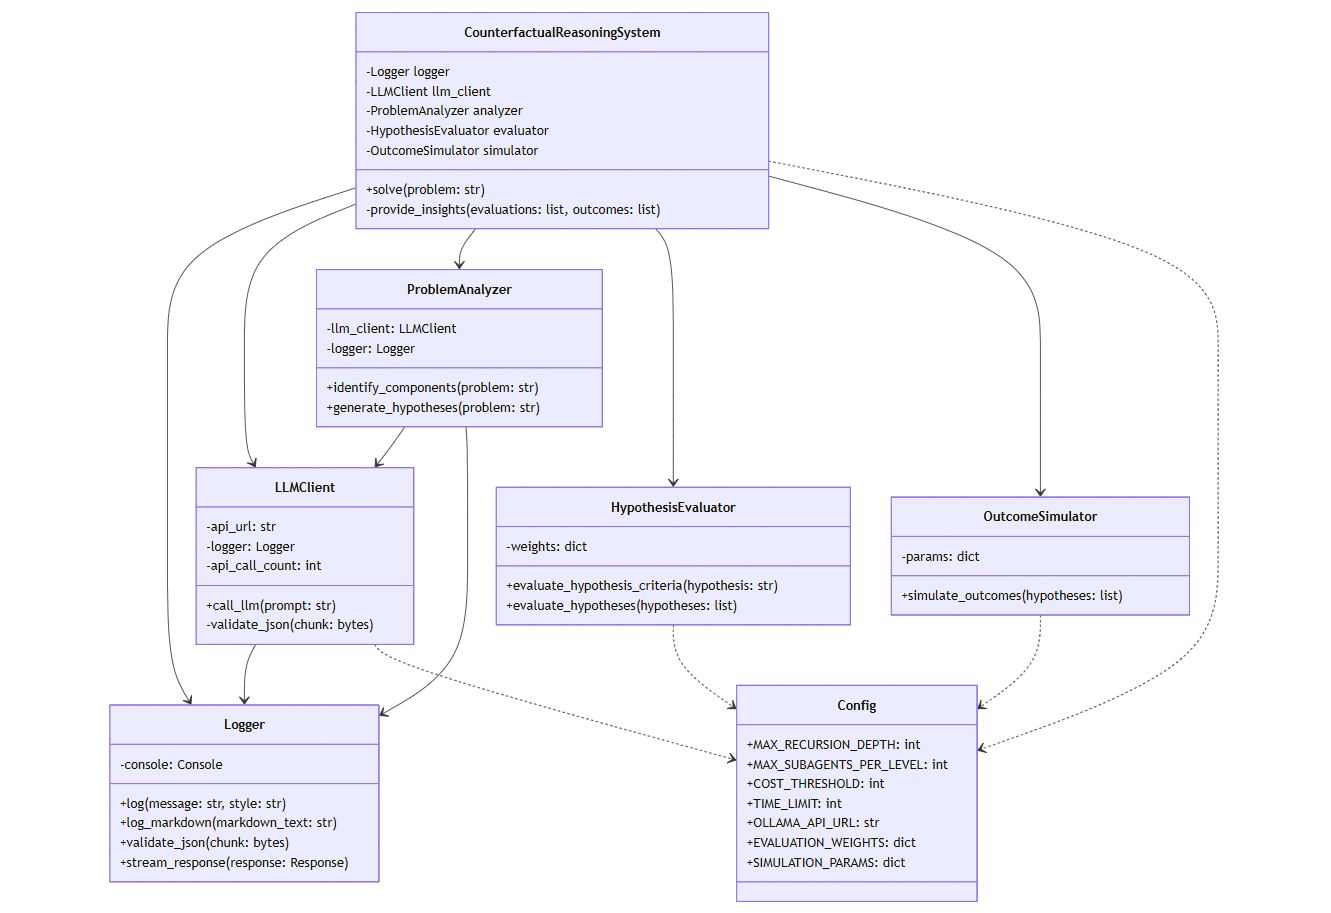 CounterfactualReasoningSystem
-Logger logger
-LLMClient llm_client
-ProblemAnalyzer analyzer
-HypothesisEvaluator evaluator
-OutcomeSimulator simulator
+solve(problem: str)
-provide_insights(evaluations: list, outcomes: list)
ProblemAnalyzer
-llm_client: LLMClient
-logger: Logger
+identify_components(problem: str)
+generate_hypotheses(problem: str)
LLMClient
-api_url: str
-logger: Logger
-api_call_count: int
+call_llm(prompt: str)
-validate_json(chunk: bytes)
HypothesisEvaluator
-weights: dict
+evaluate_hypothesis_criteria(hypothesis: str)
+evaluate_hypotheses(hypotheses: list)
OutcomeSimulator
-params: dict
+simulate_outcomes(hypotheses: list)
Logger
-console: Console
+log(message: str, style: str)
+log_markdown(markdown_text: str)
+validate_json(chunk: bytes)
+stream_response(response: Response)
Config
+MAX_RECURSION_DEPTH: int
+MAX_SUBAGENTS_PER_LEVEL: int
+COST_THRESHOLD: int
+TIME_LIMIT: int
+OLLAMA_API_URL: str
+EVALUATION_WEIGHTS: dict
+SIMULATION_PARAMS: dict